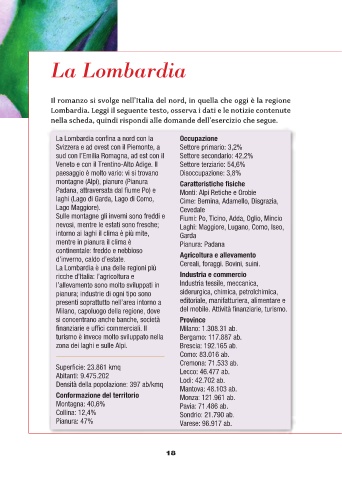 La Lombardia
Il romanzo si svolge nell'Italia del nord, in quella che oggi è la regione
Lombardia. Leggi il seguente testo, osserva i dati e le notizie contenute
nella scheda, quindi rispondi alle domande dell'esercizio che segue.
La Lombardia confina a nord con la
Svizzera e ad ovest con il Piemonte, a
sud con l'Emilia Romagna, ad est con il
Veneto e con il Trentino-Alto Adige. Il
paesaggio è molto vario: vi si trovano
montagne (Alpi), pianure (Pianura
Padana, attraversata dal fiume Po) e
laghi (Lago di Garda, Lago di Como,
Lago Maggiore).
Sulle montagne gli inverni sono freddi e
nevosi, mentre le estati sono fresche;
intorno ai laghi il clima è più mite,
mentre in pianura il clima è
continentale: freddo e nebbioso
d'inverno, caldo d'estate.
La Lombardia è una delle regioni più
ricche d'Italia: l'agricoltura e
l'allevamento sono molto sviluppati in
pianura; industrie di ogni tipo sono
presenti soprattutto nell'area intorno a
Milano, capoluogo della regione, dove
si concentrano anche banche, società
finanziarie e uffici commerciali. Il
turismo è invece molto sviluppato nella
zona dei laghi e sulle Alpi.
Superficie: 23.861 kmq
Abitanti: 9.475.202
Densità della popolazione: 397 ab/kmq
Conformazione del territorio
Montagna: 40,6%
Collina: 12,4%
Pianura: 47%
Occupazione
Settore primario: 3,2%
Settore secondario: 42,2%
Settore terziario: 54,6%
Disoccupazione: 3,8%
Caratteristiche fisiche
Monti: Alpi Retiche e Orobie
Cime: Bernina, Adamello, Disgrazia,
Cevedale
Fiumi: Po, Ticino, Adda, Oglio, Mincio
Laghi: Maggiore, Lugano, Como, Iseo,
Garda
Pianura: Padana
Agricoltura e allevamento
Cereali, foraggi. Bovini, suini.
Industria e commercio
Industria tessile, meccanica,
siderurgica, chimica, petrolchimica,
editoriale, manifatturiera, alimentare e
del mobile. Attività finanziarie, turismo.
Province
Milano: 1.308.31 ab.
Bergamo: 117.887 ab.
Brescia: 192.165 ab.
Como: 83.016 ab.
Cremona: 71.533 ab.
Lecco: 46.477 ab.
Lodi: 42.702 ab.
Mantova: 48.103 ab.
Monza: 121.961 ab.
Pavia: 71.486 ab.
Sondrio: 21.790 ab.
Varese: 96.917 ab.
18